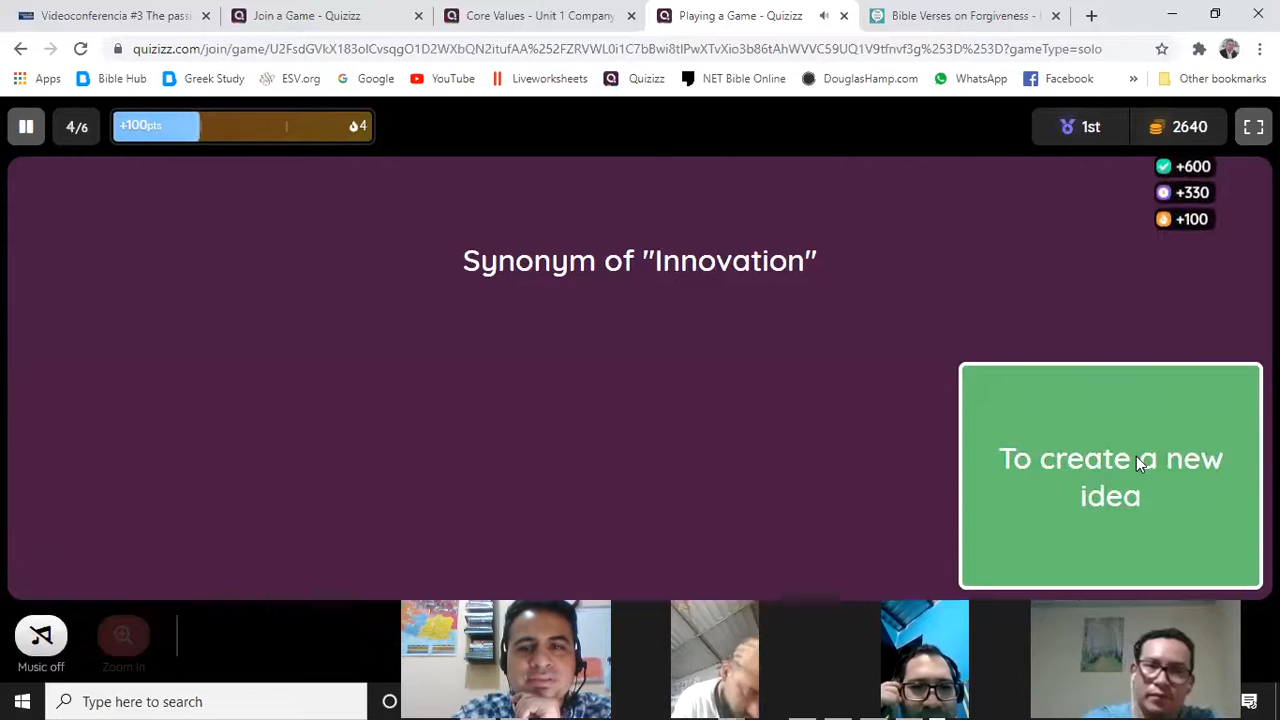 Videoconferencia #3 The pass
Join a Game - Quizizz
Core Values - Unit 1 Company
Playing a Game - Quizizz
Bible Verses on Forgiveness -
quizizz.com/join/game/U2FsdGVkX183oICvsqgO1D2WXbQN2itufAA%252FZRVWL0i1C7bBwi8tlPwXTXio3b86tAhWVVC59UQ1V9tfnvf3g%253D%253D?gameType=solo
Apps
Bible Hub
Greek Study
ESV.org
Google
YouTube
Liveworksheets
Quizizz
NET Bible Online
DouglasHamp.com
WhatsApp
Facebook
»
Other bookmarks
4/6
+100pts
4
1st
2640
+600
+330
+100
Synonym of "Innovation"
To create a new
idea
Music off
Zoom In
Type here to search